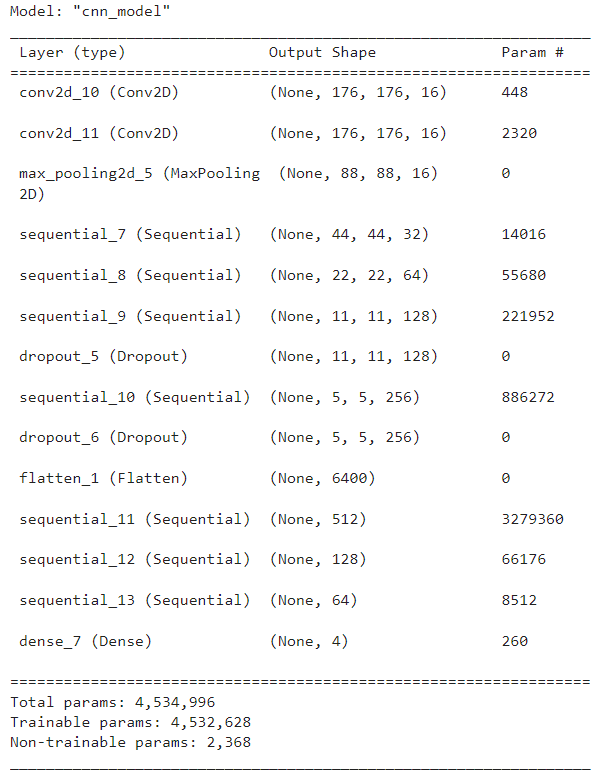 Model: "cnn_model"
Layer (type) Output Shape Param #
=================================================================
conv2d_10 (Conv2D) (None, 176, 176, 16) 448
conv2d_11 (Conv2D) (None, 176, 176, 16) 2320
max_pooling2d_5 (MaxPooling (None, 88, 88, 16) 0
2D)
sequential_7 (Sequential) (None, 44, 44, 32) 14016
sequential_8 (Sequential) (None, 22, 22, 64) 55680
sequential_9 (Sequential) (None, 11, 11, 128) 221952
dropout_5 (Dropout) (None, 11, 11, 128) 0
sequential_10 (Sequential) (None, 5, 5, 256) 886272
dropout_6 (Dropout) (None, 5, 5, 256) 0
flatten_1 (Flatten) (None, 6400) 0
sequential_11 (Sequential) (None, 512) 3279360
sequential_12 (Sequential) (None, 128) 66176
sequential_13 (Sequential) (None, 64) 8512
dense_7 (Dense) (None, 4) 260
=================================================================
Total params: 4,534,996
Trainable params: 4,532,628
Non-trainable params: 2,368